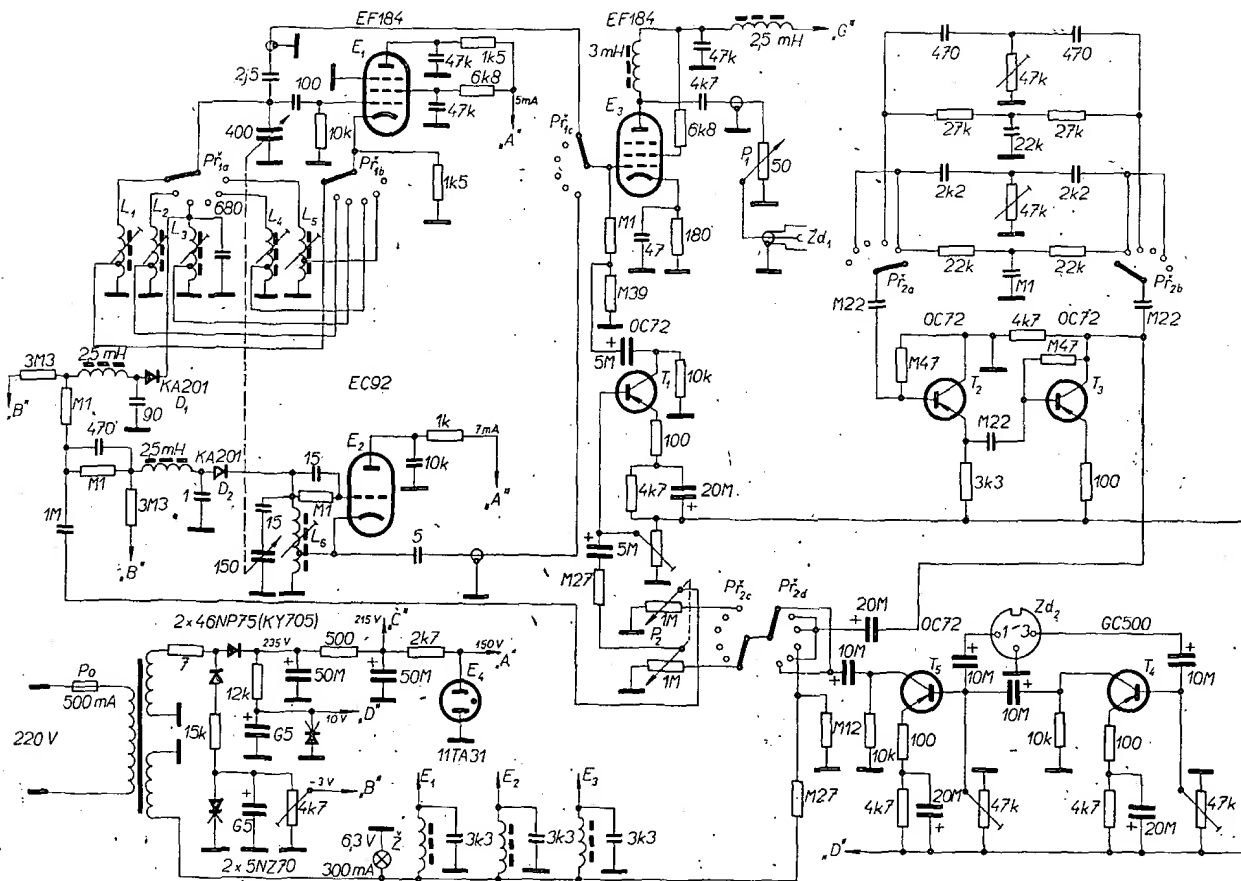 EF184
EF184
E₁
47k
1k5
6k8
47k
5mA
„A"
2j5
100
400
10k
Př₁ₐ
Př₁b
1k5
L₁
L₂
L₃
680
L₄
L₅
3mH
47k
2,5 mH
„G"
E₃
4k7
6k8
Př₁c
P₁
50
M1
47
180
Zd₁
M39
470
470
47k
27k
27k
22k
2k2
2k2
47k
22k
22k
M1
Př₂ₐ
Př₂b
M22
M22
OC72
4k7
OC72
M47
M47
T₂
T₃
M22
3k3
100
OC72
5M
T₁
10k
100
4k7
20M
5M
M27
3M3
2,5 mH
„B"
KA201
D₁
M1
90
470
2,5mH
KA201
D₂
M1
3M3
1
1M
„B"
EC92
E₂
1k
7mA
10k
„A"
15
M1
15
L₆
150
5
Př₂c
Př₂d
1M
P₂
1M
20M
10M
OC72
Zd₂
1-3
GC500
T₅
T₄
10M
10M
10M
M12
10k
100
10k
100
4k7
20M
47k
4k7
20M
47k
M27
„D"
2×46NP75(KY705)
215 V
„C"
7
235 V
500
2k7
150V
„A"
E₄
50M
50M
12k
P₀
500 mA
220 V
15k
G5
10V
„D"
11TA31
G5
4k7
-3 V
„B"
2×5NZ70
6,3 V
Ž
300mA
E₁
E₂
E₃
3k3
3k3
3k3